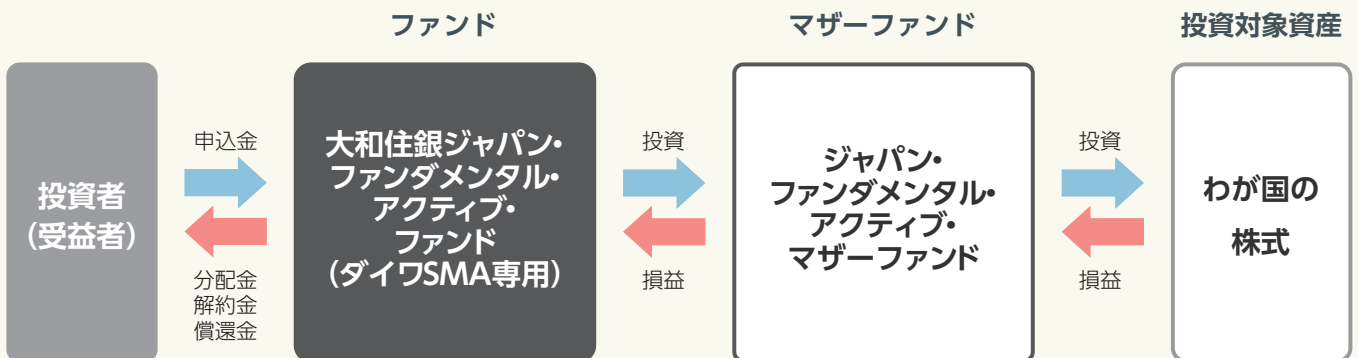 ファンド
マザーファンド
投資対象資産
投資者
（受益者）
申込金
分配金
解約金
償還金
大和住銀ジャパン・
ファンダメンタル・
アクティブ・
ファンド
（ダイワSMA専用）
投資
損益
ジャパン・
ファンダメンタル・
アクティブ・
マザーファンド
投資
損益
わが国の
株式